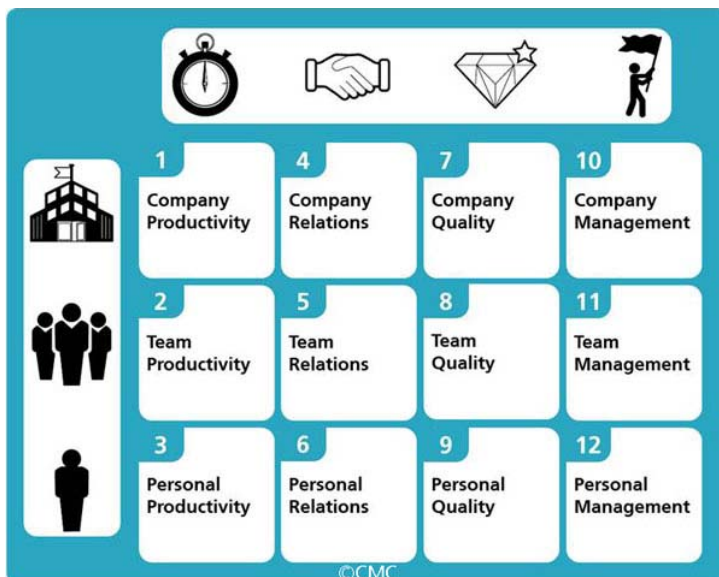 1
Company
Productivity
4
Company
Relations
7
Company
Quality
10
Company
Management
2
Team
Productivity
5
Team
Relations
8
Team
Quality
11
Team
Management
3
Personal
Productivity
6
Personal
Relations
9
Personal
Quality
12
Personal
Management
©CMC